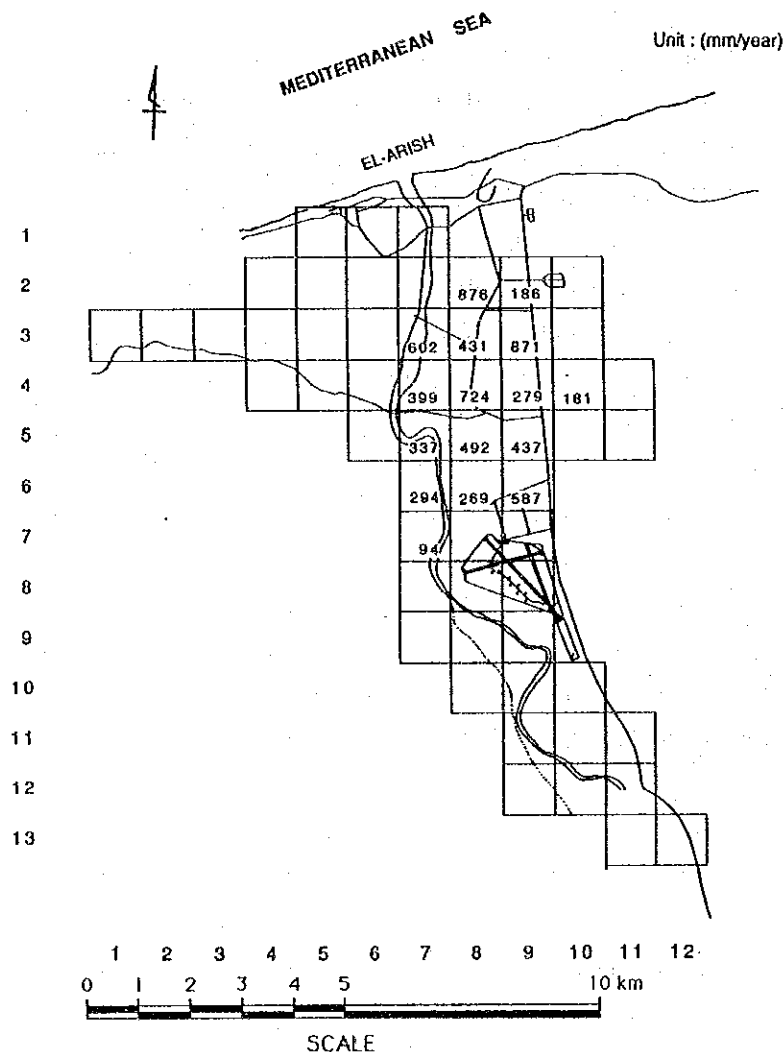 MEDITERRANEAN SEA
Unit : (mm/year)
EL-ARISH
1
2 876 186
3 602 431 871
4 399 724 279 181
5 337 492 437
6 294 269 587
7 94
8
9
10
11
12
13
1 2 3 4 5 6 7 8 9 10 11 12
0 1 2 3 4 5 10 km
SCALE